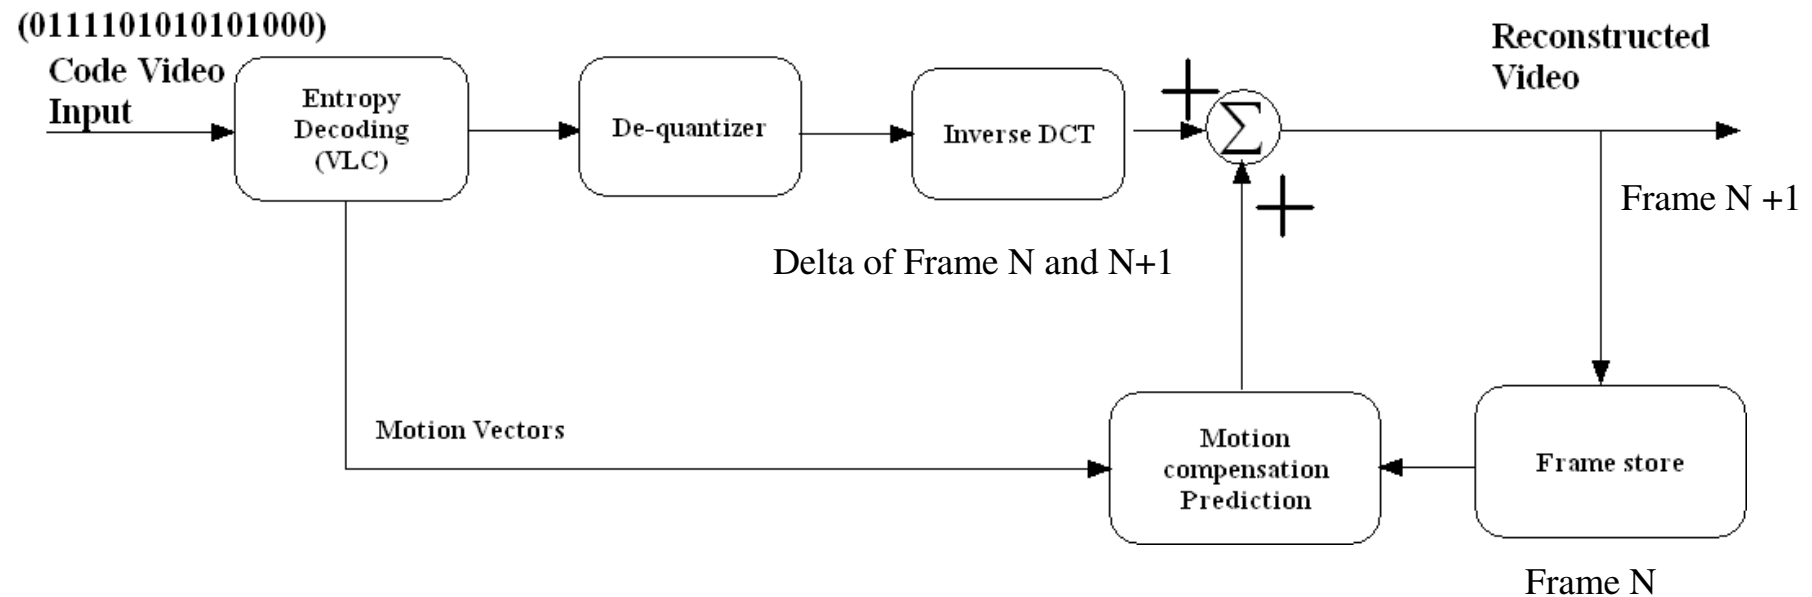 (0111101010101000)
Code Video
Input
Entropy
Decoding
(VLC)
De-quantizer
Inverse DCT
+
∑
+
Reconstructed
Video
Frame N +1
Delta of Frame N and N+1
Motion Vectors
Motion
compensation
Prediction
Frame store
Frame N